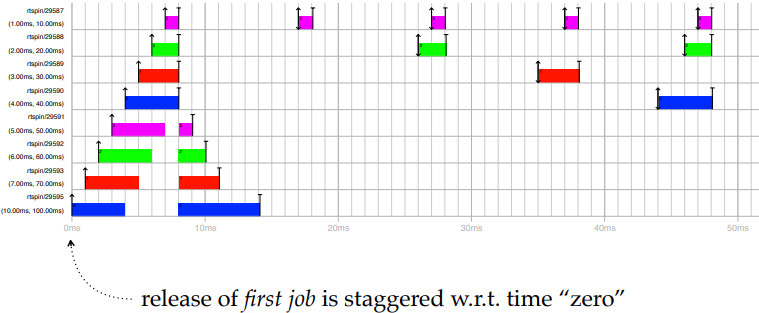 rtspin/29587
(1.00ms, 10.00ms)
rtspin/29588
(2.00ms, 20.00ms)
rtspin/29589
(3.00ms, 30.00ms)
rtspin/29590
(4.00ms, 40.00ms)
rtspin/29591
(5.00ms, 50.00ms)
rtspin/29592
(6.00ms, 60.00ms)
rtspin/29593
(7.00ms, 70.00ms)
rtspin/29595
(10.00ms, 100.00ms)
0ms 10ms 20ms 30ms 40ms 50ms
release of first job is staggered w.r.t. time “zero”